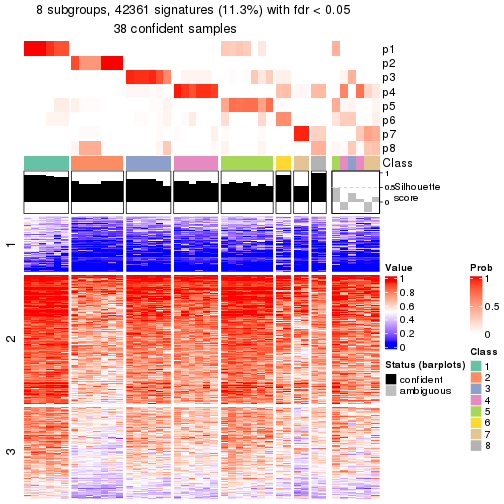 8 subgroups, 42361 signatures (11.3%) with fdr < 0.05
38 confident samples
p1
p2
p3
p4
p5
p6
p7
p8
Class
1
0.5
0
Silhouette
score
1
2
3
Value
1
0.8
0.6
0.4
0.2
0
Status (barplots)
confident
ambiguous
Prob
1
0.5
0
Class
1
2
3
4
5
6
7
8